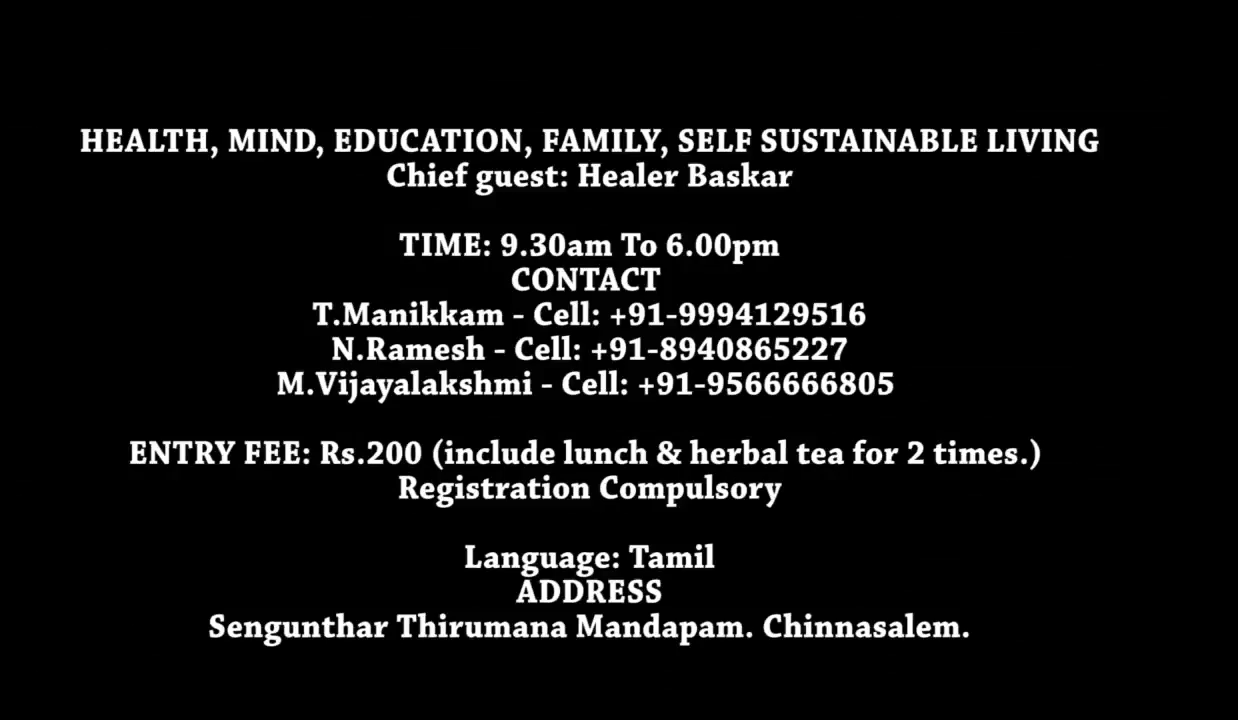 HEALTH, MIND, EDUCATION, FAMILY, SELF SUSTAINABLE LIVING
Chief guest: Healer Baskar
TIME: 9.30am To 6.00pm
CONTACT
T.Manikkam - Cell: +91-9994129516
N.Ramesh - Cell: +91-8940865227
M.Vijayalakshmi - Cell: +91-9566666805
ENTRY FEE: Rs.200 (include lunch & herbal tea for 2 times.)
Registration Compulsory
Language: Tamil
ADDRESS
Sengunthar Thirumana Mandapam. Chinnasalem.